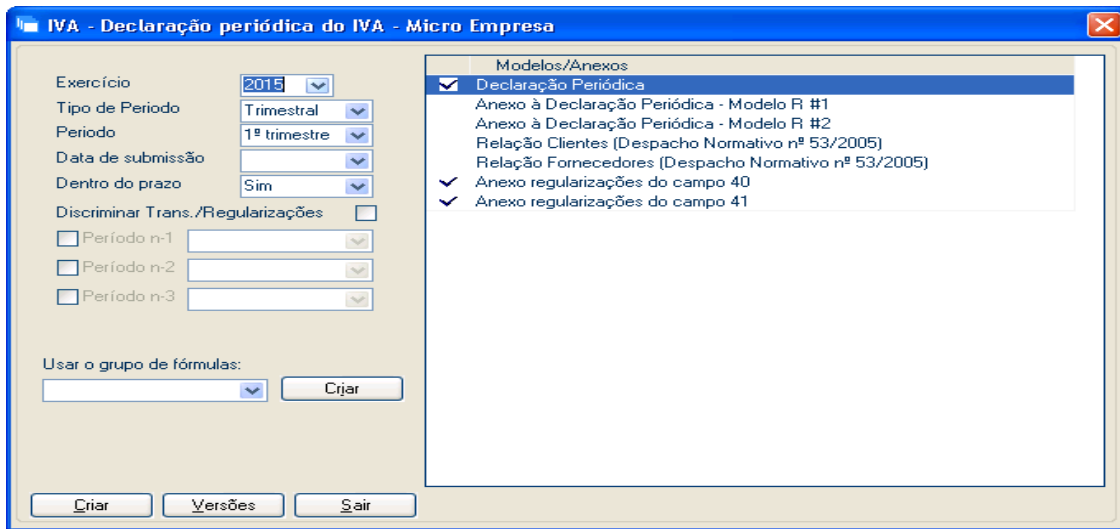 IVA - Declaração periódica do IVA - Micro Empresa
Exercício 2015
Tipo de Periodo Trimestral
Periodo 1º trimestre
Data de submissão
Dentro do prazo Sim
Discriminar Trans./Regularizações
Período n-1
Período n-2
Período n-3
Usar o grupo de fórmulas:
Criar
Criar Versões Sair
Modelos/Anexos
Declaração Periódica
Anexo à Declaração Periódica - Modelo R #1
Anexo à Declaração Periódica - Modelo R #2
Relação Clientes (Despacho Normativo nº 53/2005)
Relação Fornecedores (Despacho Normativo nº 53/2005)
Anexo regularizações do campo 40
Anexo regularizações do campo 41